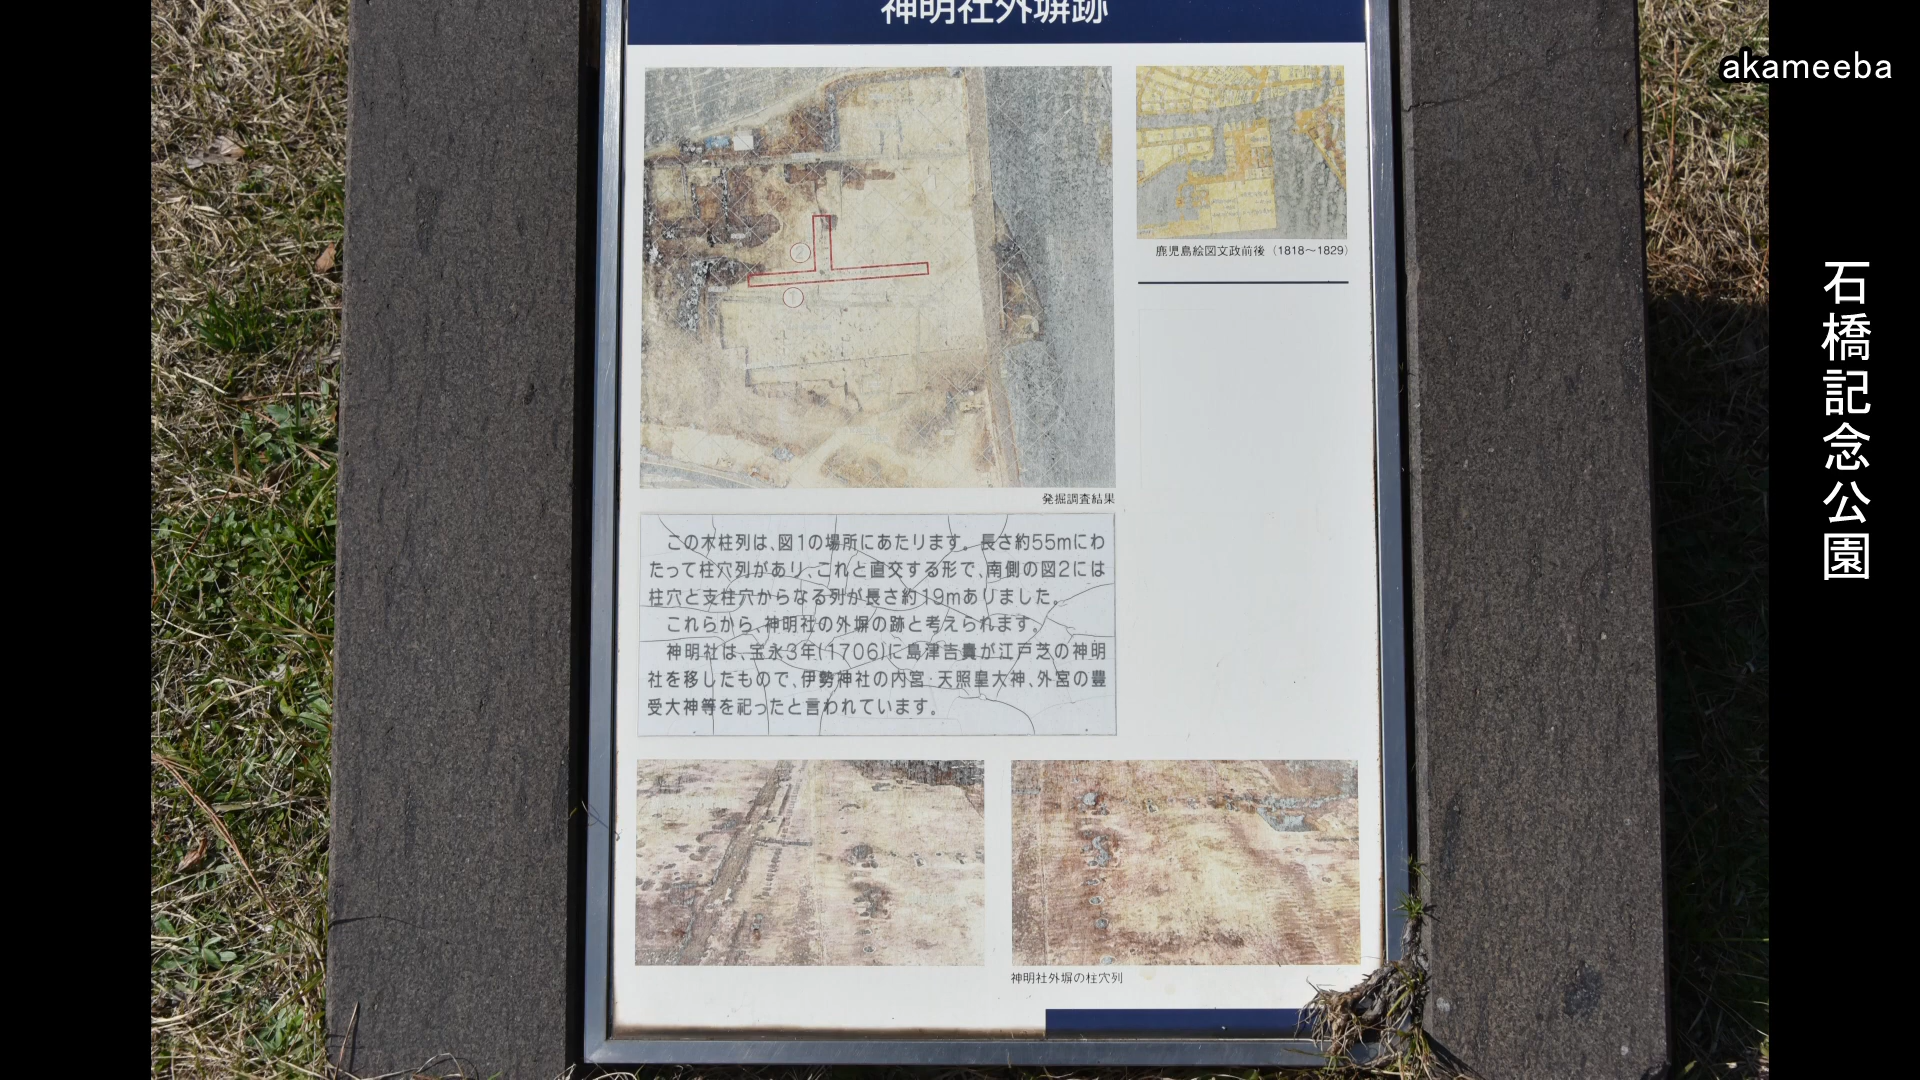 神明社外塀跡
akameeba
石橋記念公園
鹿児島絵図文政前後（1818〜1829）
②
①
発掘調査結果
この木柱列は、図1の場所にあたります。長さ約55mにわ
たって柱穴列があり、これと直交する形で、南側の図2には
柱穴と支柱穴からなる列が長さ約19mありました。
これらから、神明社の外塀の跡と考えられます。
神明社は、宝永3年(1706)に島津吉貴が江戸芝の神明
社を移したもので、伊勢神社の内宮・天照皇大神、外宮の豊
受大神等を祀ったと言われています。
神明社外塀の柱穴列